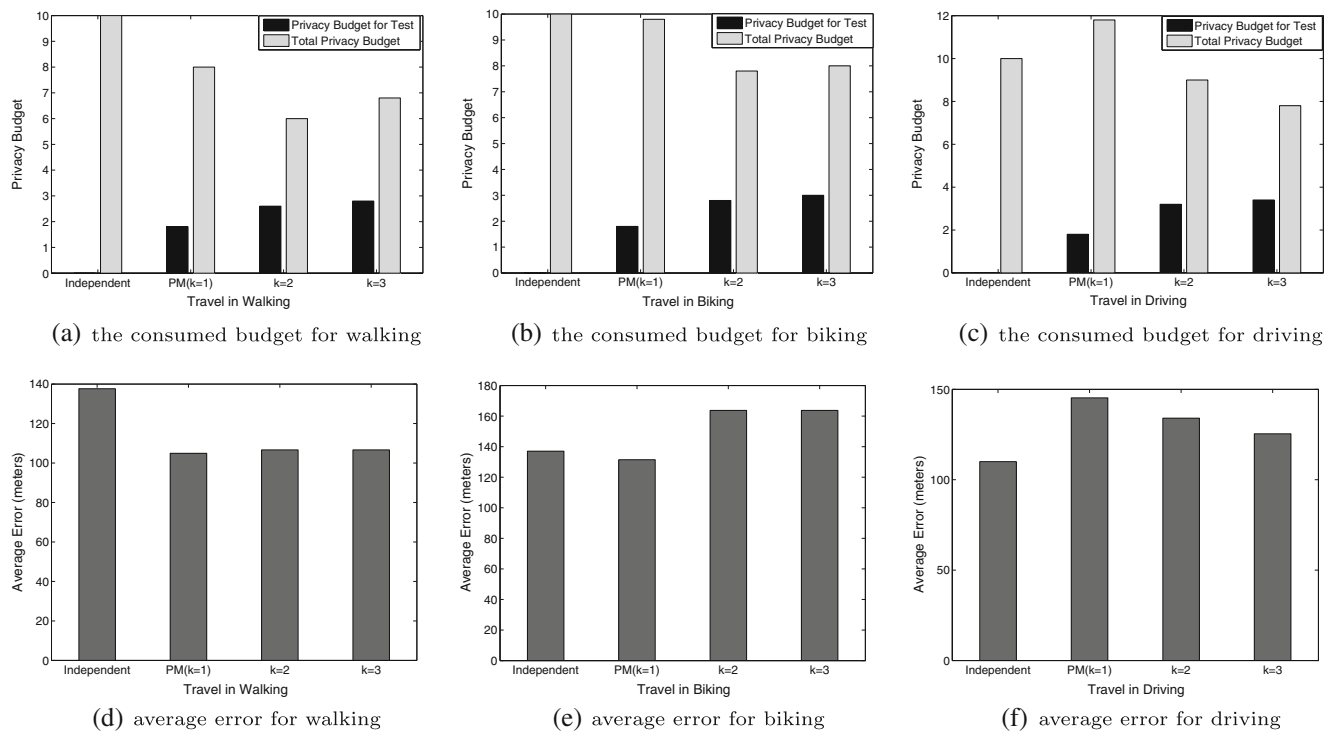 Privacy Budget for Test
Total Privacy Budget
Privacy Budget
10
9
8
7
6
5
4
3
2
1
0
Independent PM(k=1) k=2 k=3
Travel in Walking
(a) the consumed budget for walking
Privacy Budget for Test
Total Privacy Budget
Privacy Budget
10
9
8
7
6
5
4
3
2
1
0
Independent PM(k=1) k=2 k=3
Travel in Biking
(b) the consumed budget for biking
Privacy Budget for Test
Total Privacy Budget
Privacy Budget
12
10
8
6
4
2
0
Independent PM(k=1) k=2 k=3
Travel in Driving
(c) the consumed budget for driving
Average Error (meters)
140
120
100
80
60
40
20
0
Independent PM(k=1) k=2 k=3
Travel in Walking
(d) average error for walking
Average Error (meters)
180
160
140
120
100
80
60
40
20
0
Independent PM(k=1) k=2 k=3
Travel in Biking
(e) average error for biking
Average Error (meters)
150
100
50
0
Independent PM(k=1) k=2 k=3
Travel in Driving
(f) average error for driving